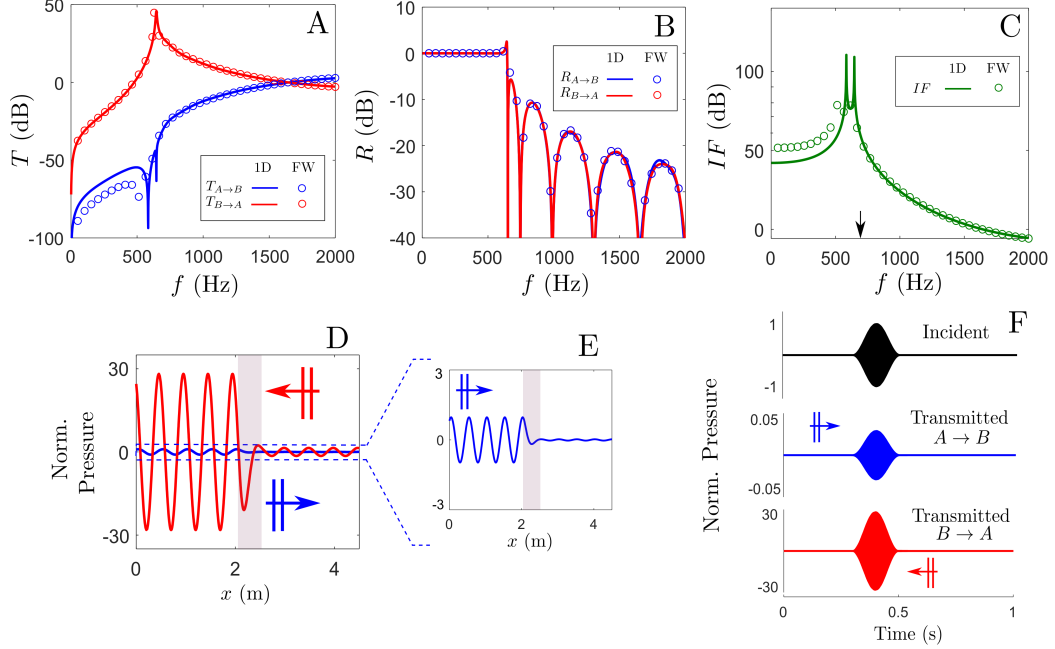 A
T (dB)
50
0
-50
-100
1D FW
T_{A→B}
T_{B→A}
0 500 1000 1500 2000
f (Hz)
B
R (dB)
10
0
-10
-20
-30
-40
1D FW
R_{A→B}
R_{B→A}
0 500 1000 1500 2000
f (Hz)
C
IF (dB)
100
50
0
1D FW
IF
0 500 1000 1500 2000
f (Hz)
D
Norm.
Pressure
30
0
-30
0 2 4
x (m)
E
3
0
-3
0 2 4
x (m)
F
Norm. Pressure
1
-1
Incident
0.05
-0.05
Transmitted
A → B
30
-30
Transmitted
B → A
0 0.5 1
Time (s)